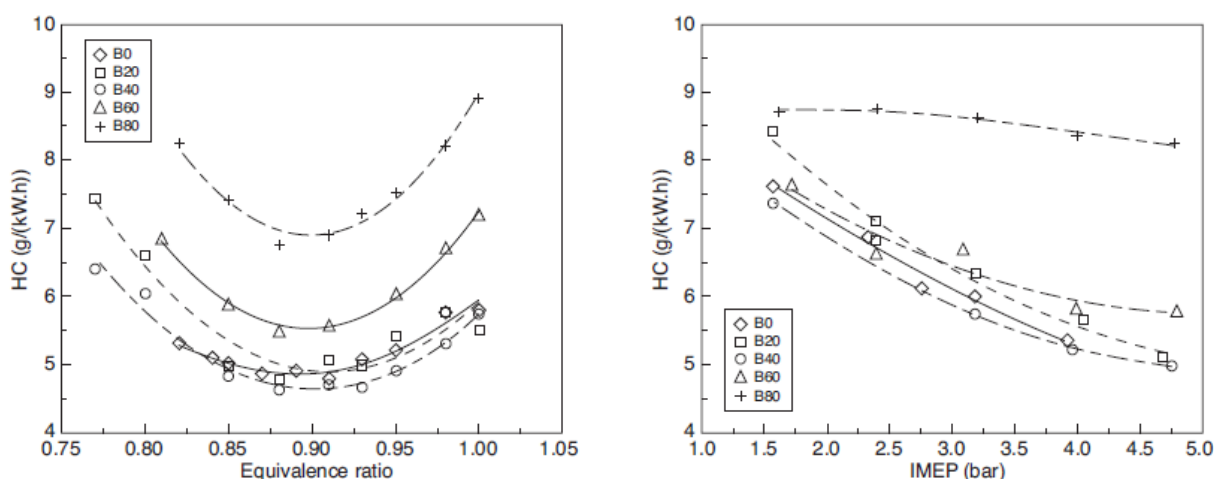 10
9
8
7
6
5
4
HC (g/(kW.h))
B0
B20
B40
B60
B80
0.75 0.80 0.85 0.90 0.95 1.00 1.05
Equivalence ratio
10
9
8
7
6
5
4
HC (g/(kW.h))
B0
B20
B40
B60
B80
1.0 1.5 2.0 2.5 3.0 3.5 4.0 4.5 5.0
IMEP (bar)